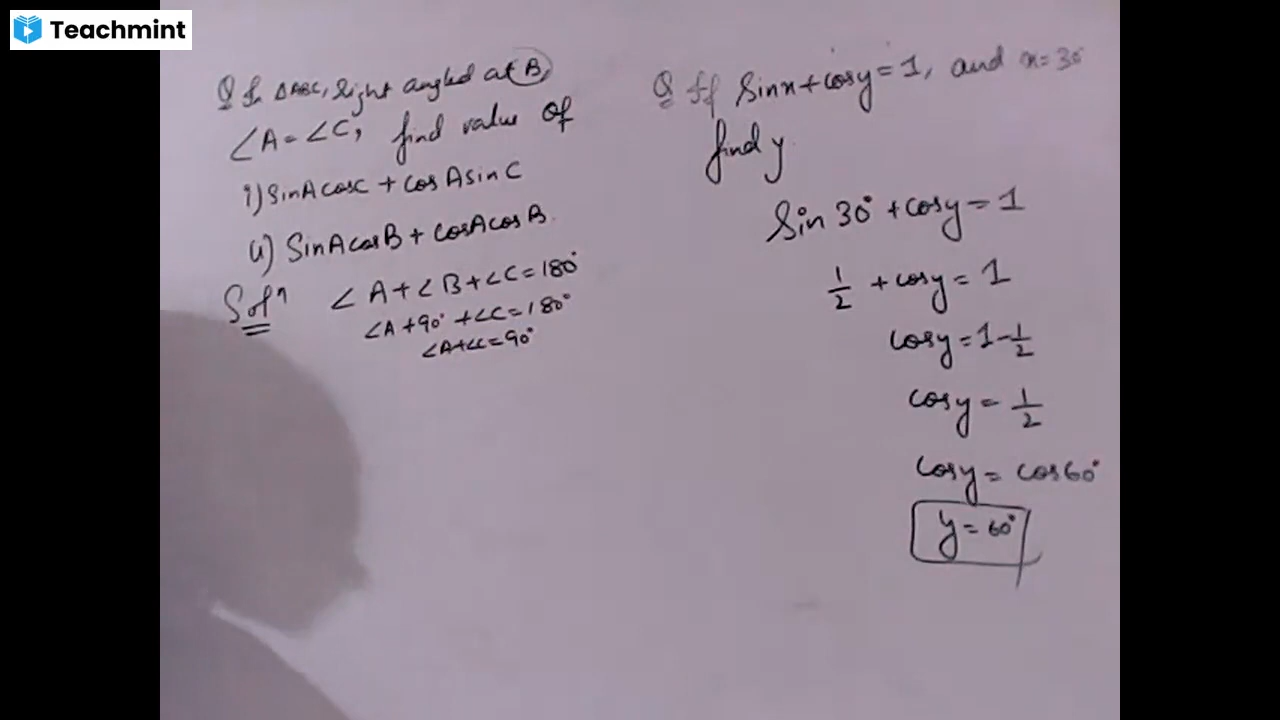 Teachmint
Q In ΔABC, right angled at B,
∠A = ∠C, find value of
i) sinA cosC + cosA sinC
ii) SinA cosB + cosA cosB.
Solⁿ ∠A + ∠B + ∠C = 180°
∠A + 90° + ∠C = 180°
∠A + ∠C = 90°
Q If Sinx + cosy = 1, and x = 30
find y
Sin 30° + cosy = 1
1/2 + cosy = 1
cosy = 1 - 1/2
cosy = 1/2
cosy = cos60°
y = 60°